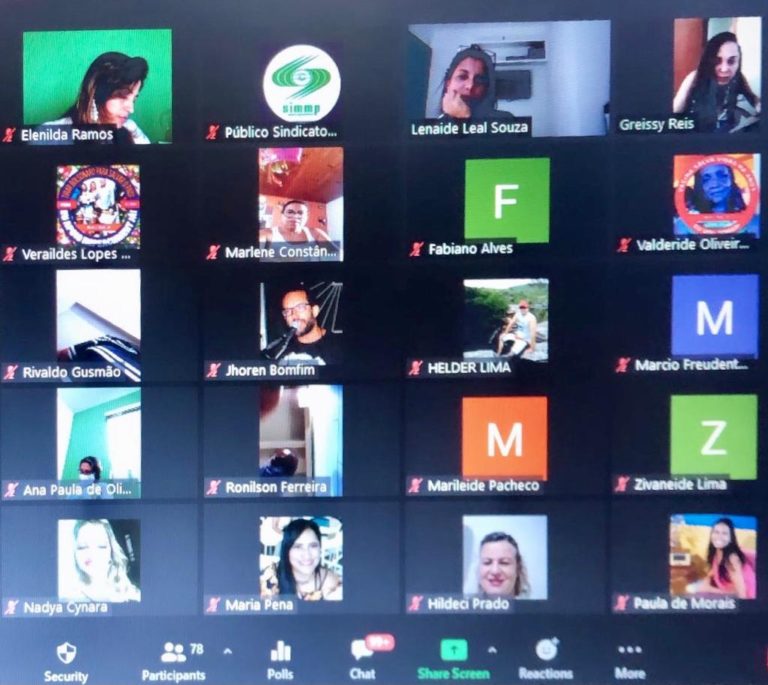 simmp
Elenilda Ramos
Público Sindicato...
Lenaide Leal Souza
Greissy Reis
Veraildes Lopes ...
Marlene Constân...
F
Fabiano Alves
Valderide Oliveir...
Rivaldo Gusmão
Jhoren Bomfim
HELDER LIMA
M
Marcio Freudent...
Ana Paula de Oli...
Ronilson Ferreira
M
Marileide Pacheco
Z
Zivaneide Lima
Nadya Cynara
Maria Pena
Hildeci Prado
Paula de Morais
Security
Participants
78
Polls
Chat
99+
Share Screen
Reactions
More